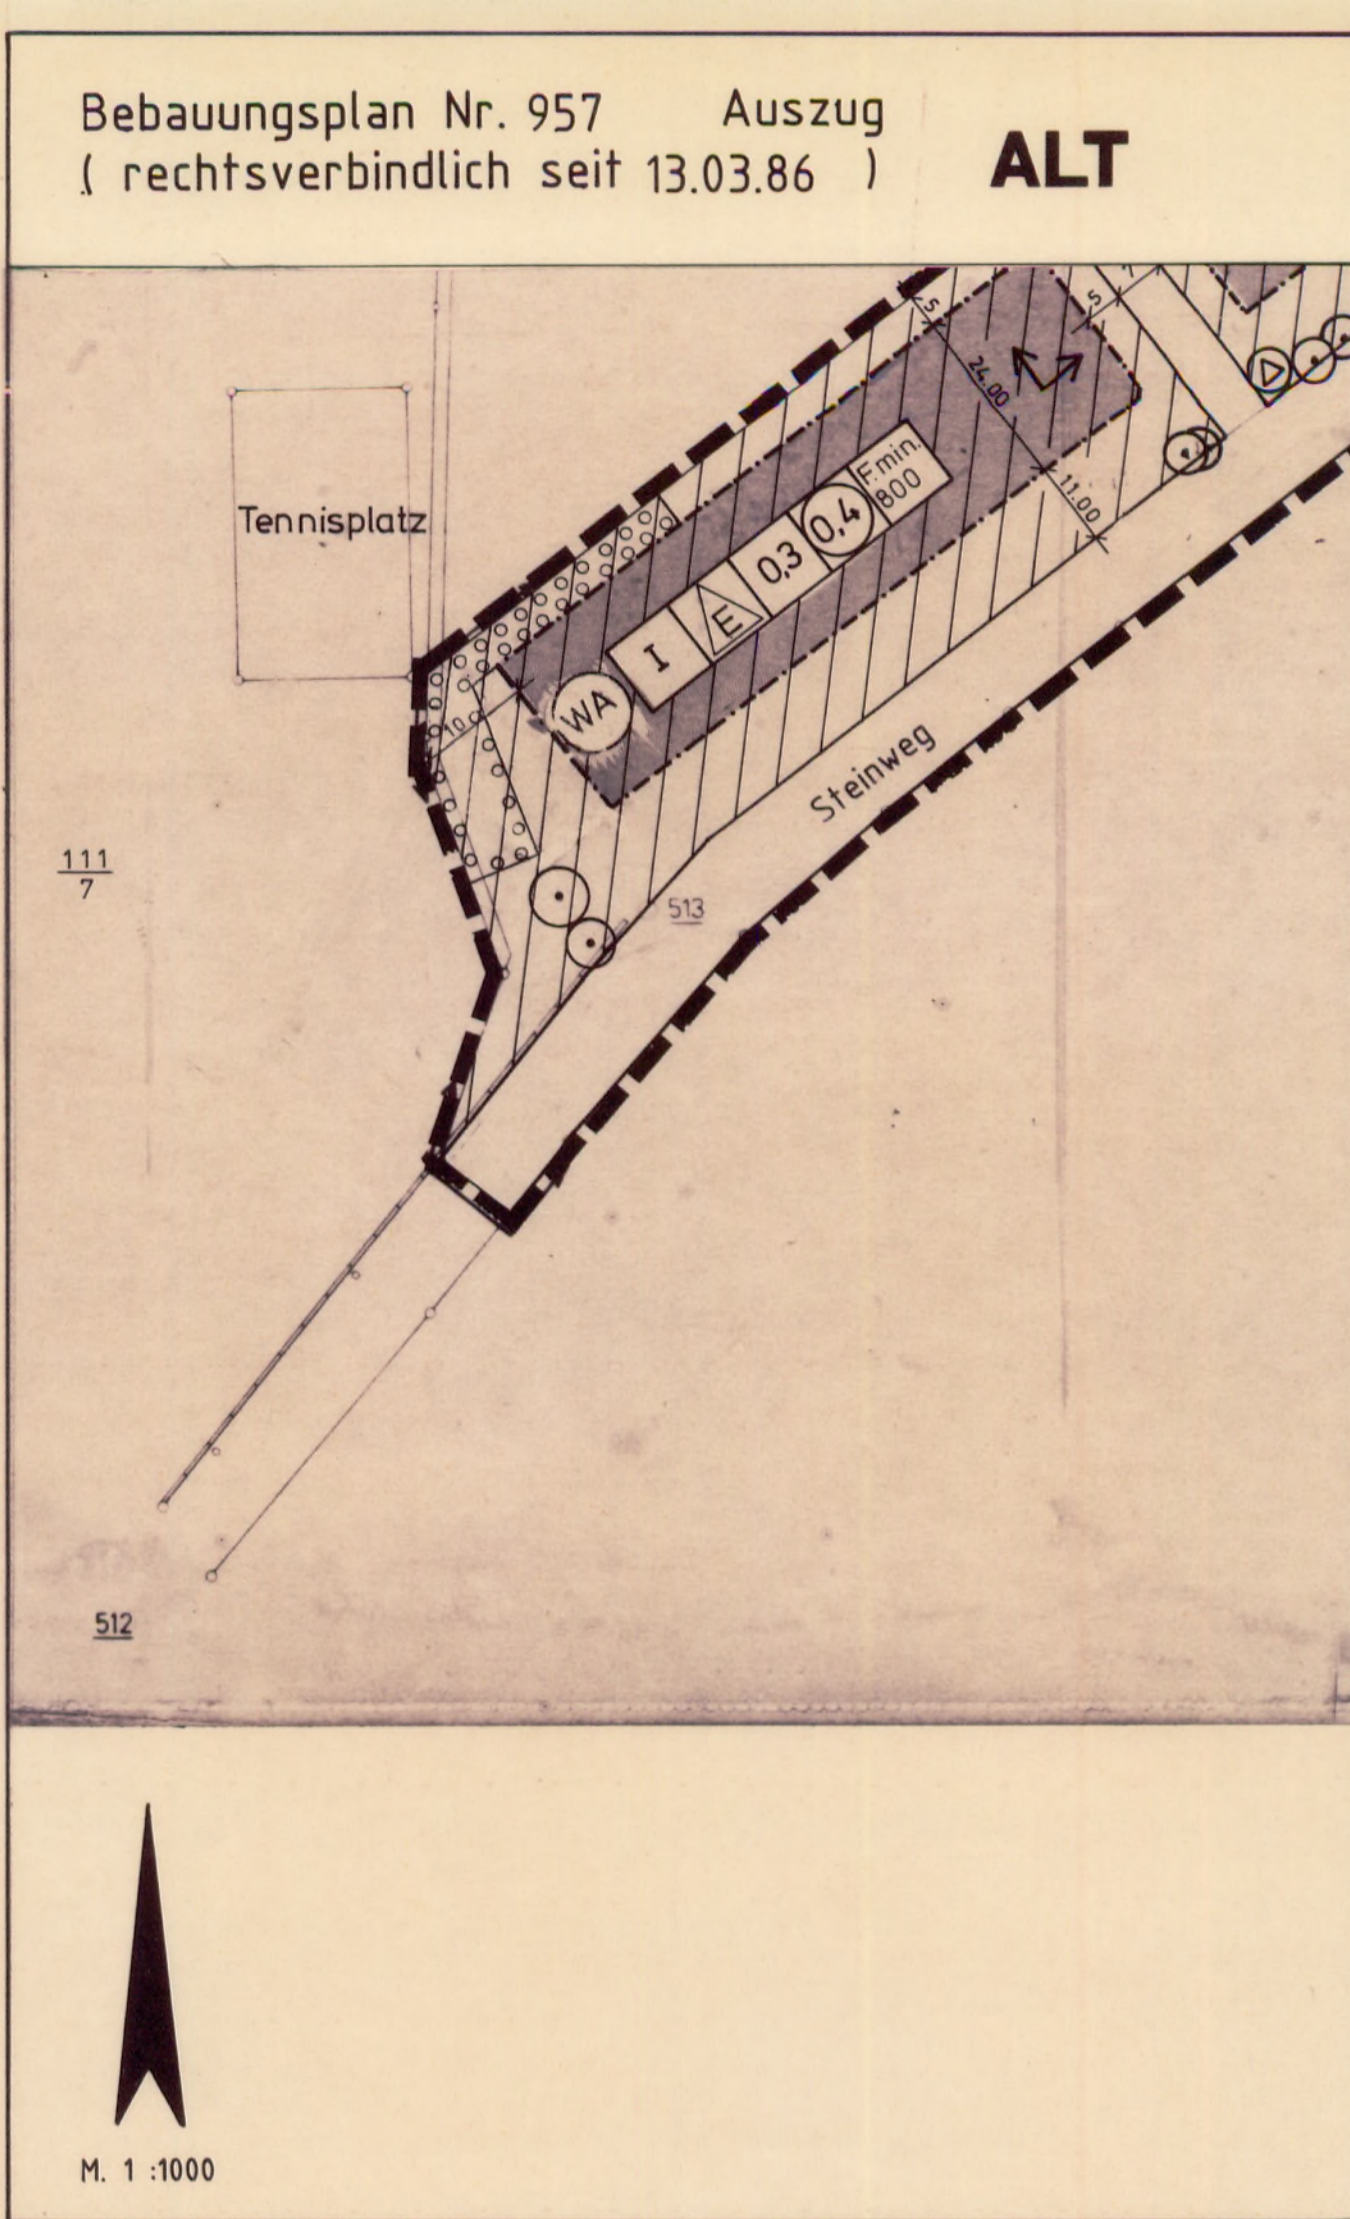 Bebauungsplan Nr. 957 Auszug
( rechtsverbindlich seit 13.03.86 )
ALT
5
5
24.00
Tennisplatz
F.min.
800
0,4
0,3
E
I
11.00
WA
10
Steinweg
111
7
513
512
M. 1 :1000